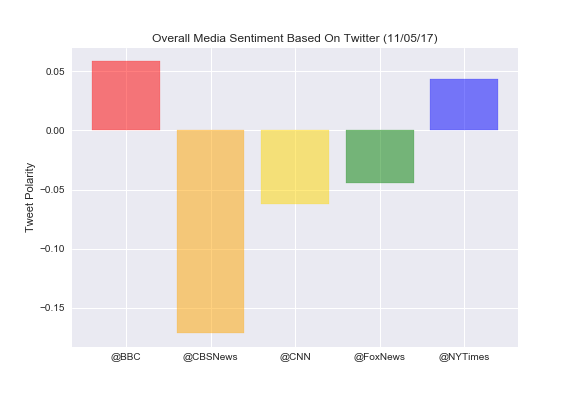 Overall Media Sentiment Based On Twitter (11/05/17)
0.05
0.00
−0.05
−0.10
−0.15
Tweet Polarity
@BBC @CBSNews @CNN @FoxNews @NYTimes